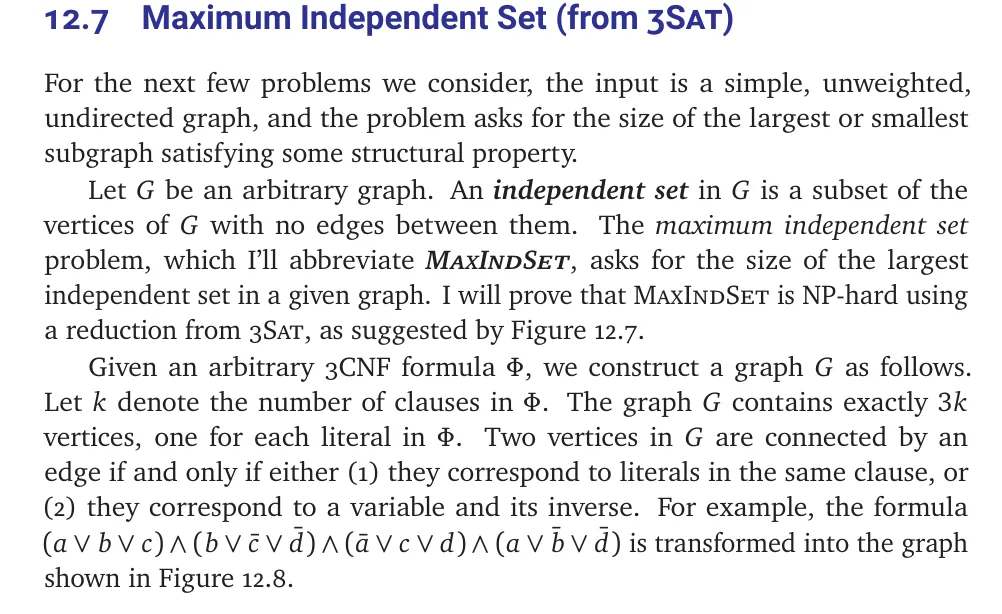 12.7 Maximum Independent Set (from 3SAT)
For the next few problems we consider, the input is a simple, unweighted,
undirected graph, and the problem asks for the size of the largest or smallest
subgraph satisfying some structural property.
Let G be an arbitrary graph. An independent set in G is a subset of the
vertices of G with no edges between them. The maximum independent set
problem, which I’ll abbreviate MAXINDSET, asks for the size of the largest
independent set in a given graph. I will prove that MAXINDSET is NP-hard using
a reduction from 3SAT, as suggested by Figure 12.7.
Given an arbitrary 3CNF formula Φ, we construct a graph G as follows.
Let k denote the number of clauses in Φ. The graph G contains exactly 3k
vertices, one for each literal in Φ. Two vertices in G are connected by an
edge if and only if either (1) they correspond to literals in the same clause, or
(2) they correspond to a variable and its inverse. For example, the formula
(a ∨ b ∨ c) ∧ (b ∨ c̄ ∨ d̄) ∧ (ā ∨ c ∨ d) ∧ (a ∨ b̄ ∨ d̄) is transformed into the graph
shown in Figure 12.8.